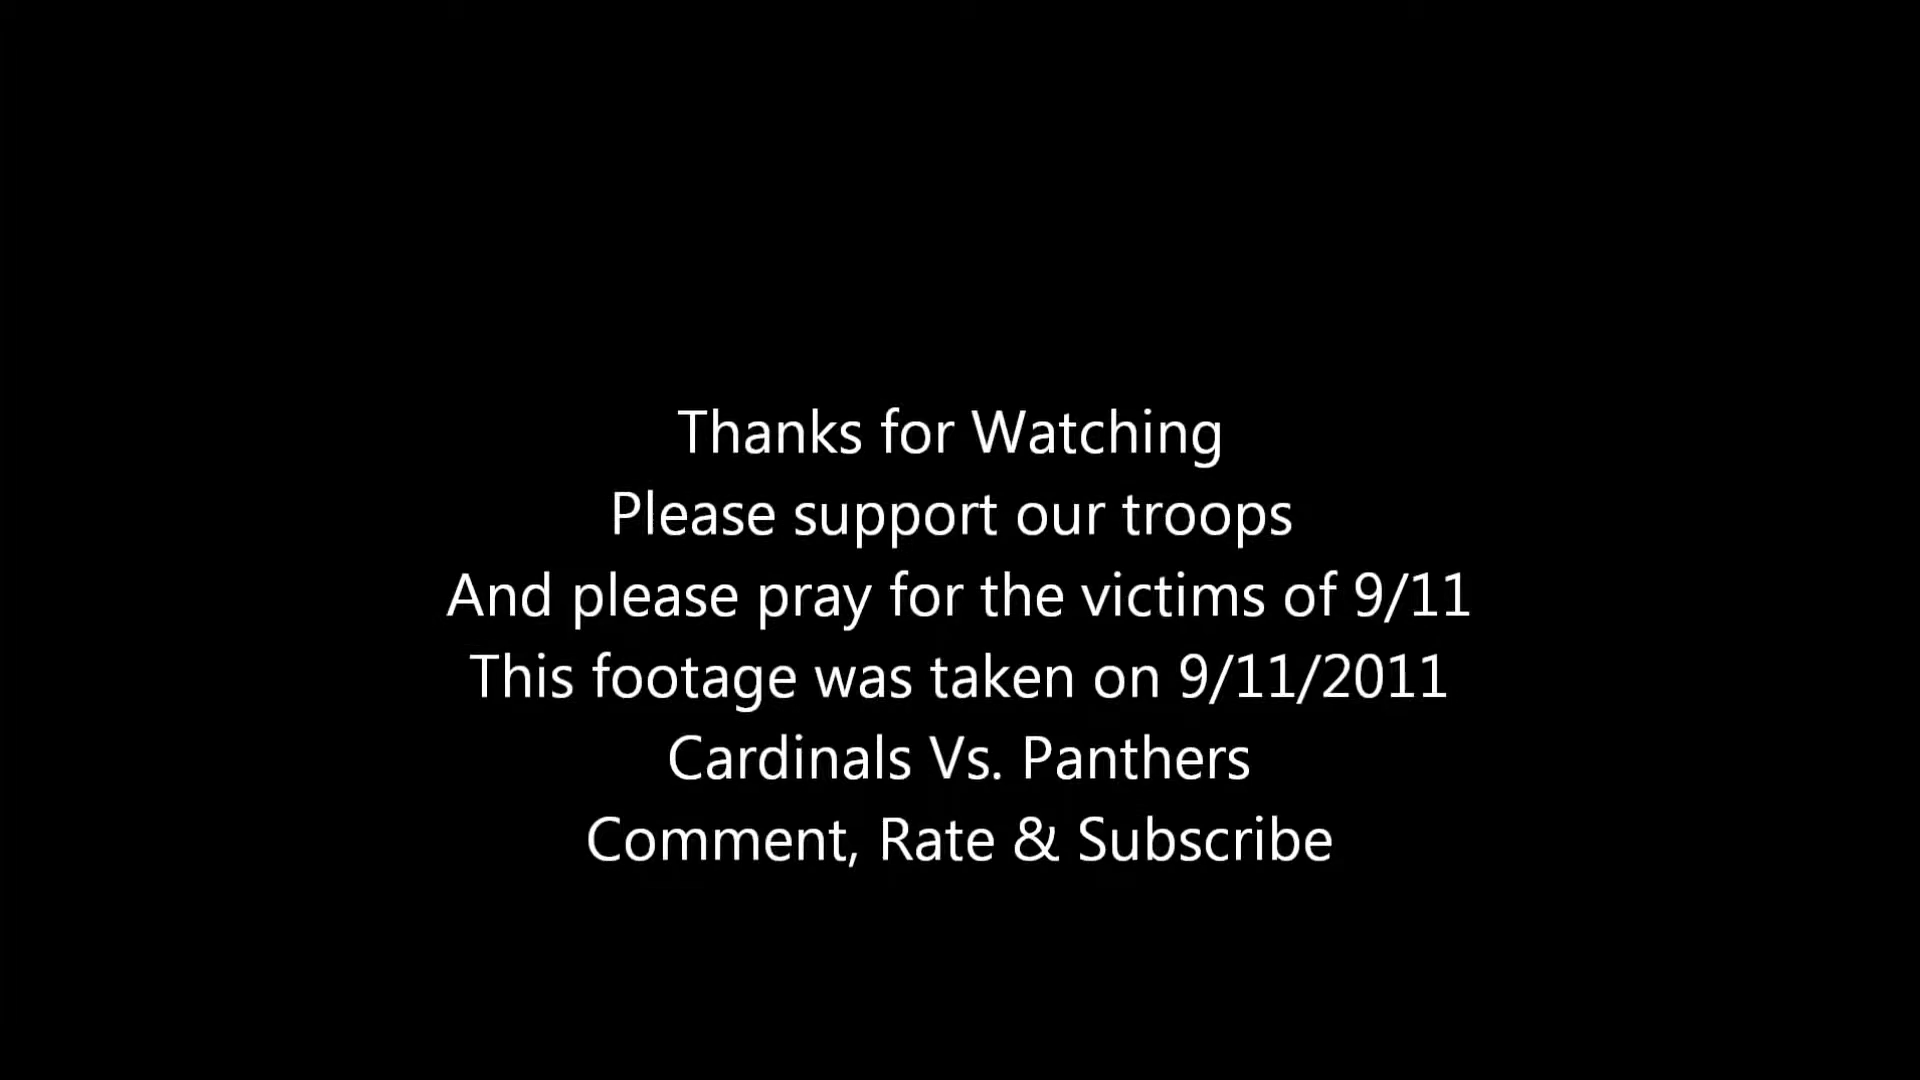 Thanks for Watching
Please support our troops
And please pray for the victims of 9/11
This footage was taken on 9/11/2011
Cardinals Vs. Panthers
Comment, Rate & Subscribe